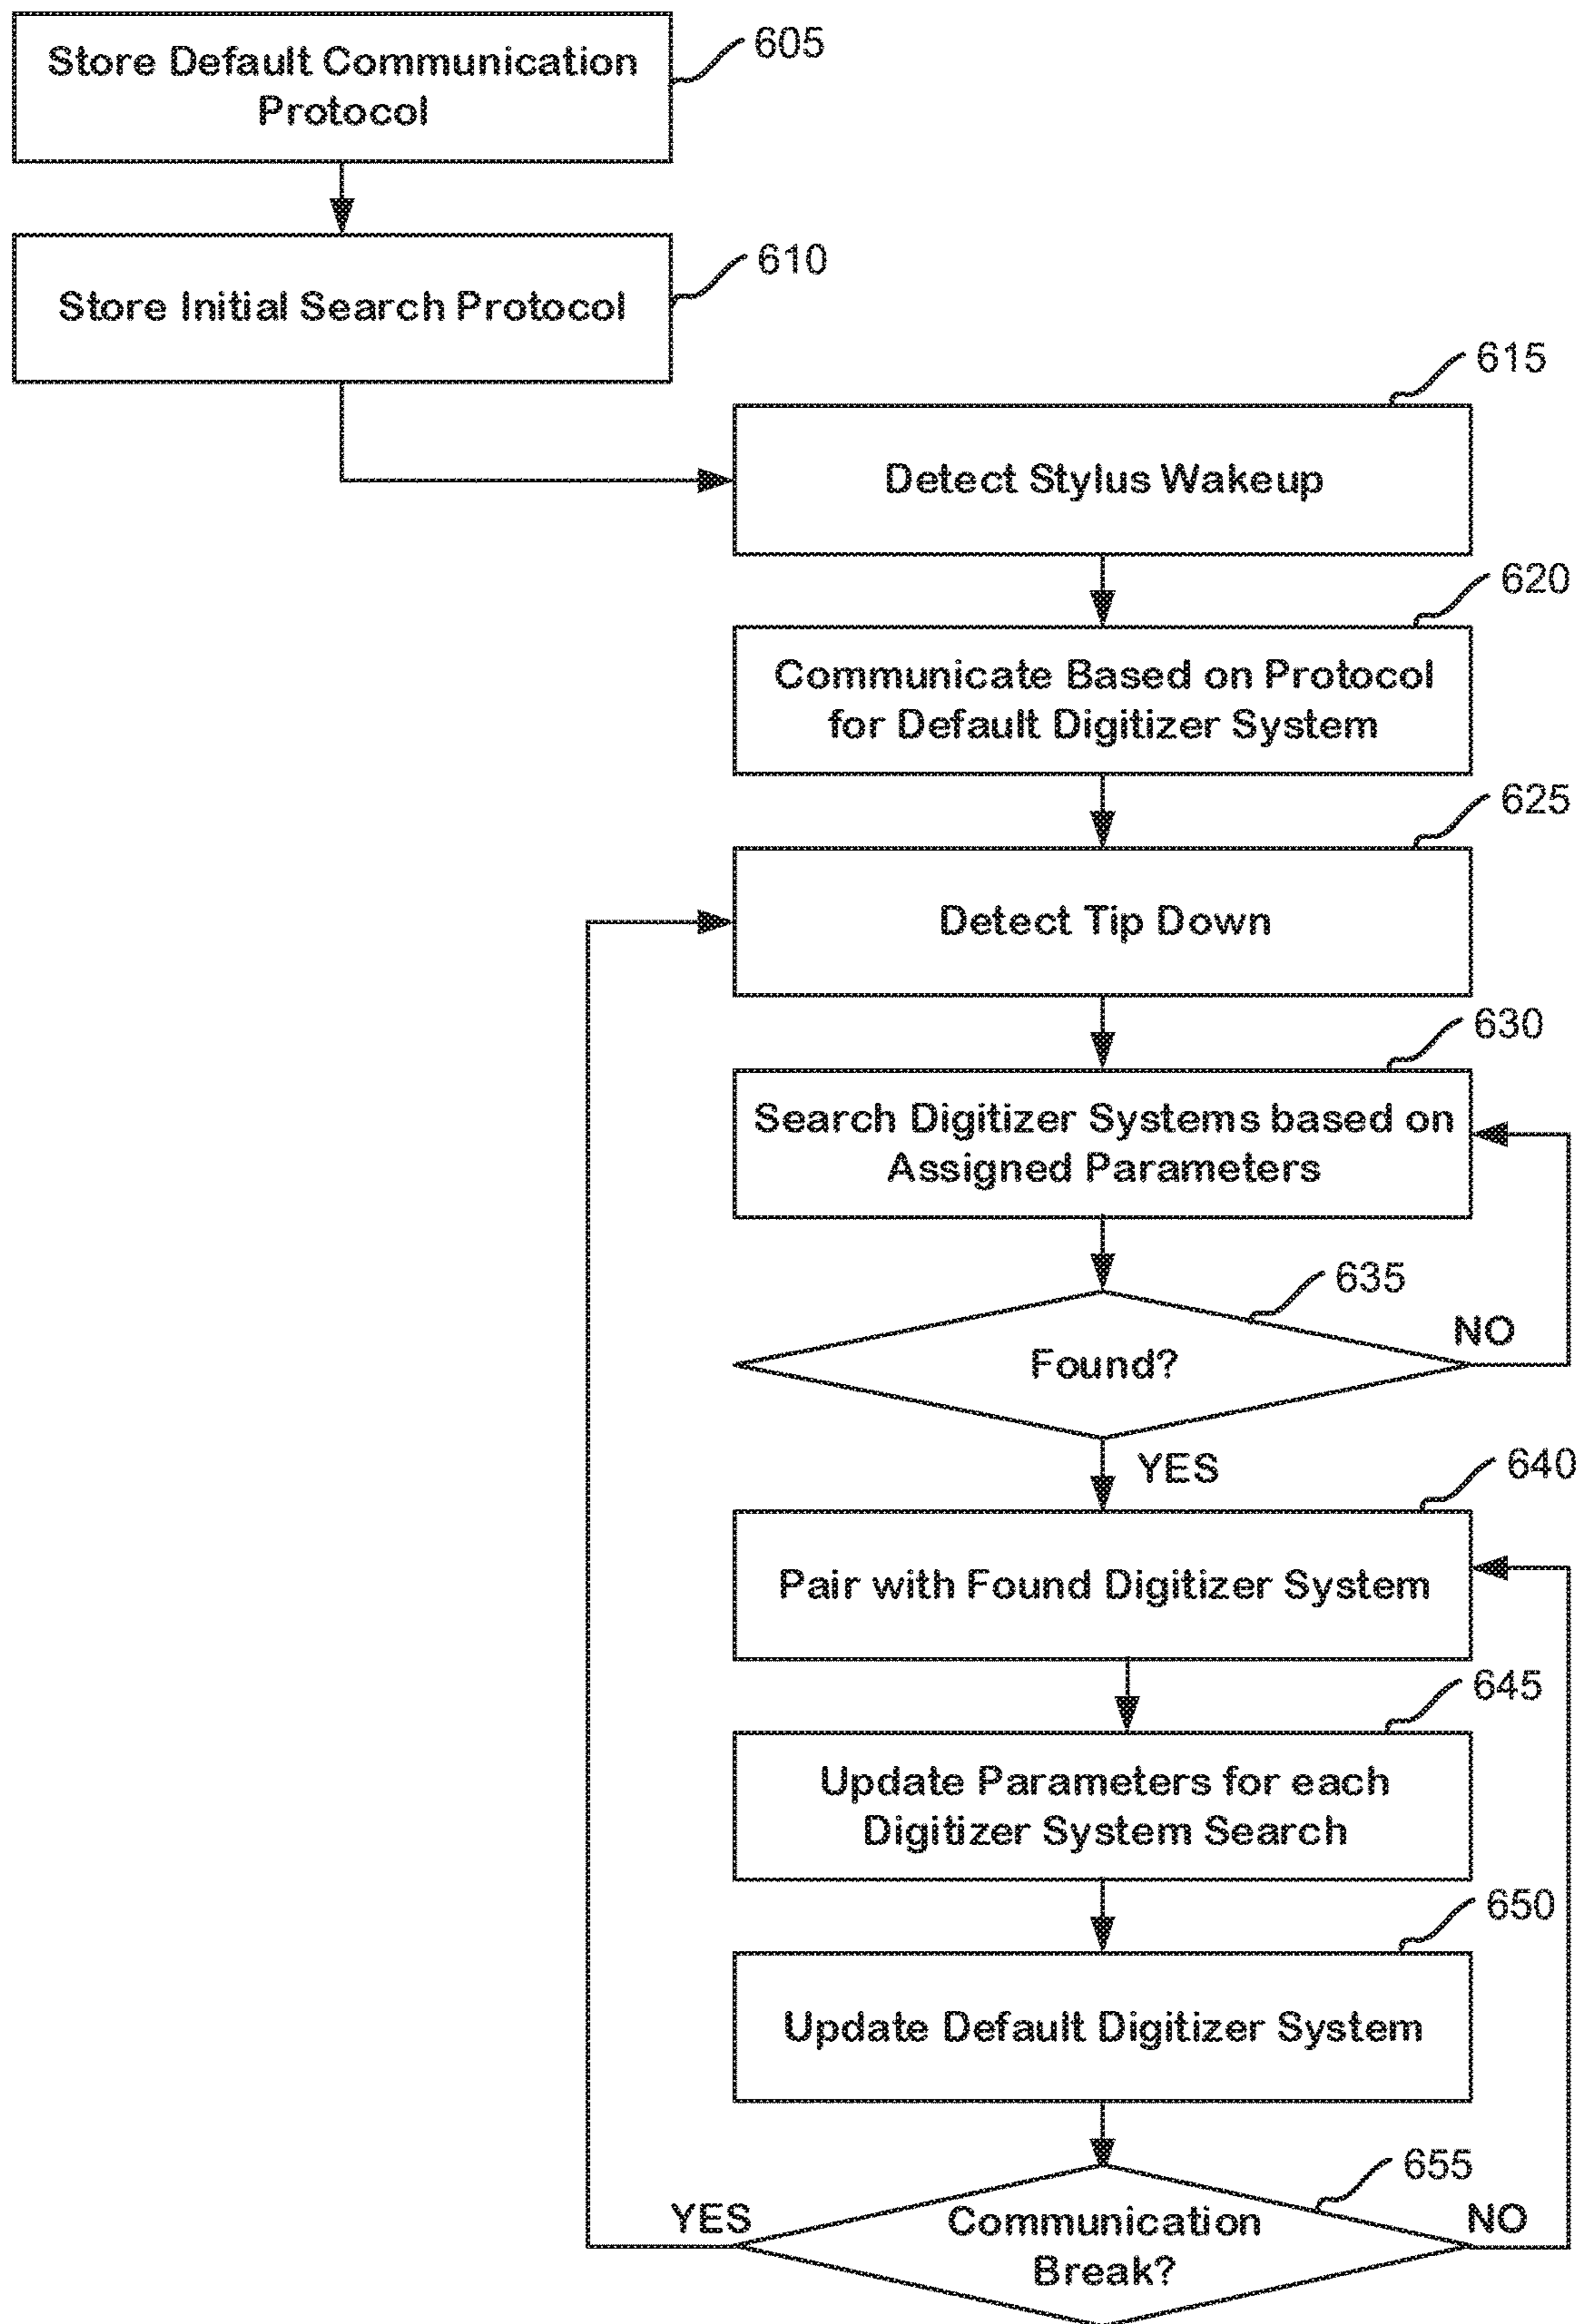 605
Store Default Communication
Protocol
610
Store Initial Search Protocol
615
Detect Stylus Wakeup
620
Communicate Based on Protocol
for Default Digitizer System
625
Detect Tip Down
630
Search Digitizer Systems based on
Assigned Parameters
635
Found?
NO
YES
640
Pair with Found Digitizer System
645
Update Parameters for each
Digitizer System Search
650
Update Default Digitizer System
655
YES
Communication
Break?
NO